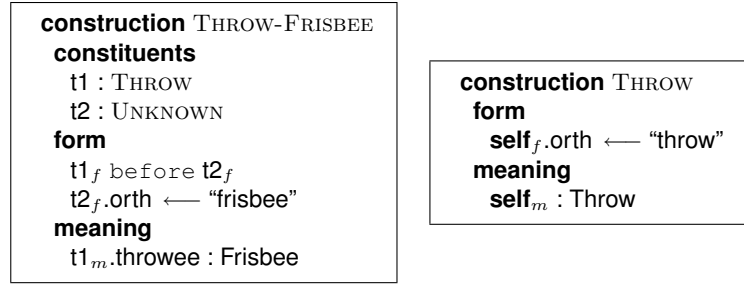 construction THROW-FRISBEE
constituents
t1 : THROW
t2 : UNKNOWN
form
t1f before t2f
t2f.orth ⟵ “frisbee”
meaning
t1m.throwee : Frisbee
construction THROW
form
selff.orth ⟵ “throw”
meaning
selfm : Throw